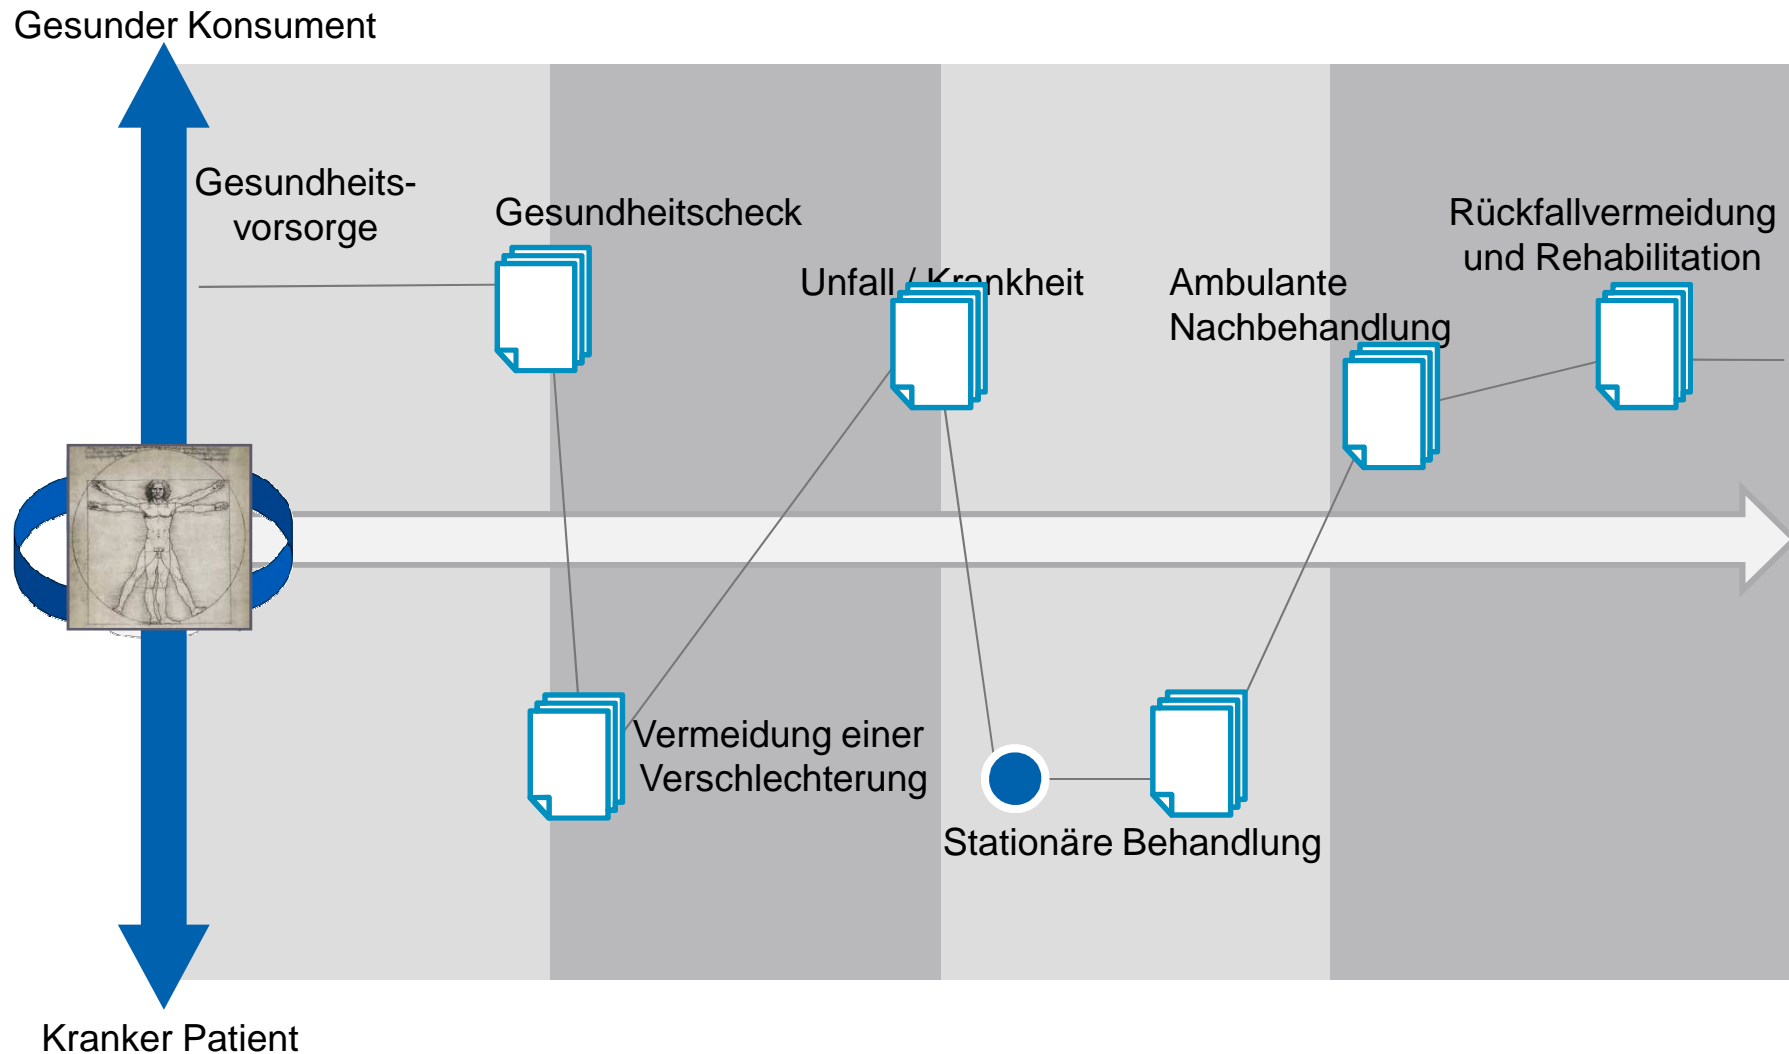 Gesunder Konsument
Gesundheits-
vorsorge
Gesundheitscheck
Unfall / Krankheit
Ambulante
Nachbehandlung
Rückfallvermeidung
und Rehabilitation
Vermeidung einer
Verschlechterung
Stationäre Behandlung
Kranker Patient